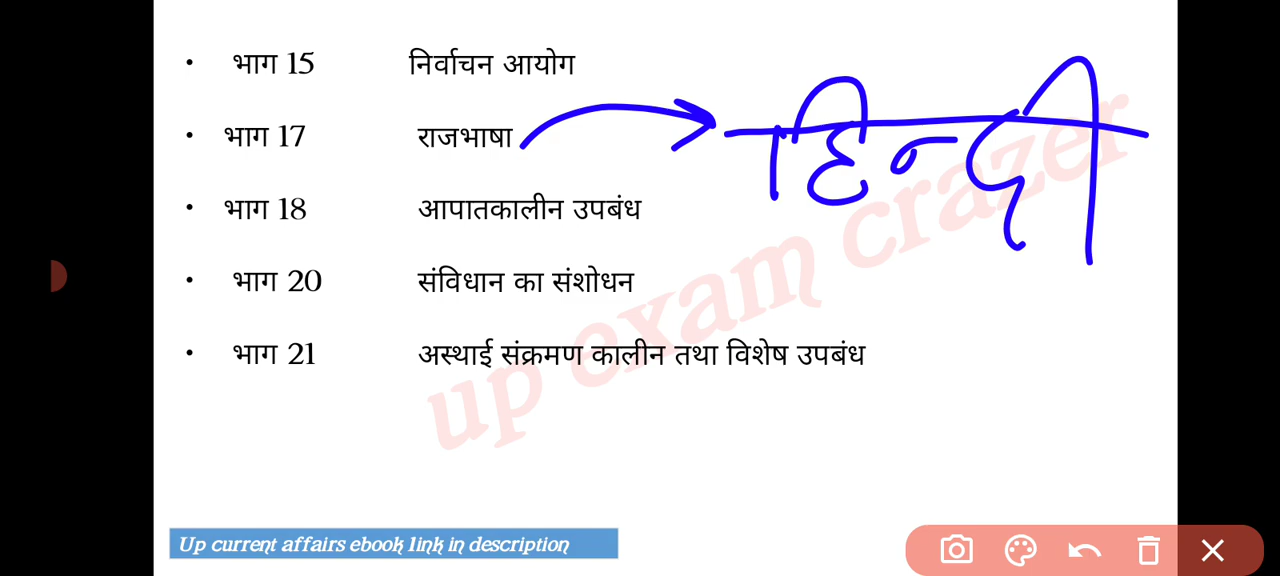 • भाग 15 निर्वाचन आयोग
• भाग 17 राजभाषा हिन्दी
• भाग 18 आपातकालीन उपबंध
• भाग 20 संविधान का संशोधन
• भाग 21 अस्थाई संक्रमण कालीन तथा विशेष उपबंध
up exam crazer
Up current affairs ebook link in description